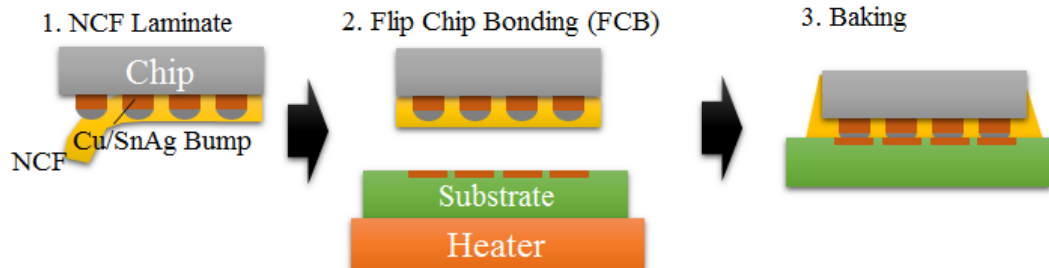 1. NCF Laminate
Chip
Cu/SnAg Bump
NCF
2. Flip Chip Bonding (FCB)
Substrate
Heater
3. Baking